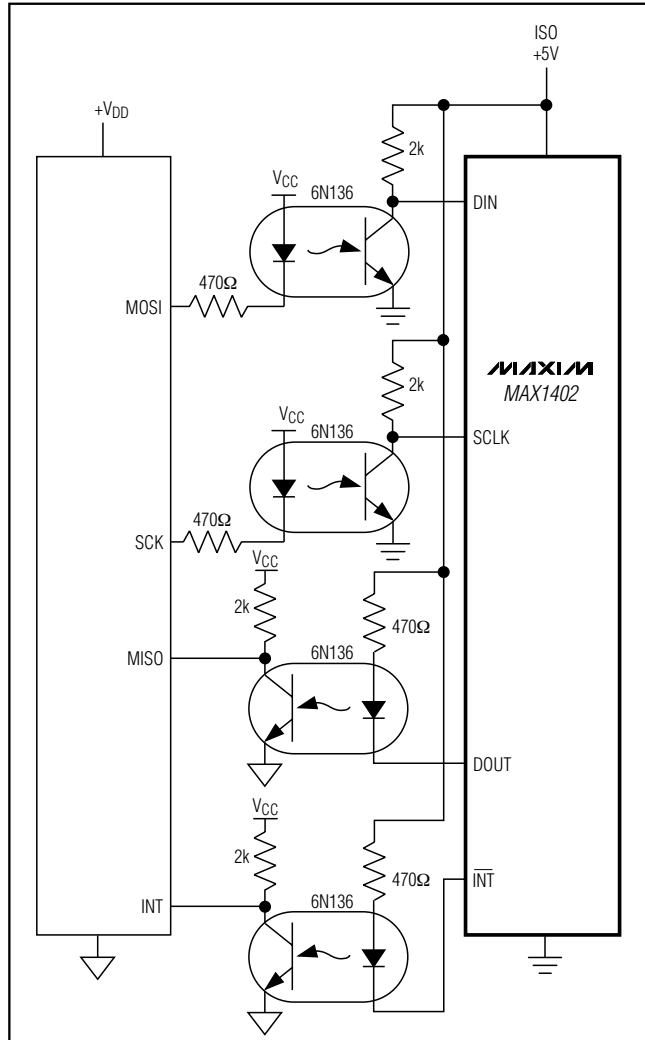 ISO
+5V
+VDD
2k
VCC
6N136
DIN
470Ω
MOSI
2k
MAXIM
MAX1402
VCC
6N136
SCLK
470Ω
SCK
VCC
2k
470Ω
MISO
6N136
DOUT
VCC
2k
470Ω
INT
INT
6N136